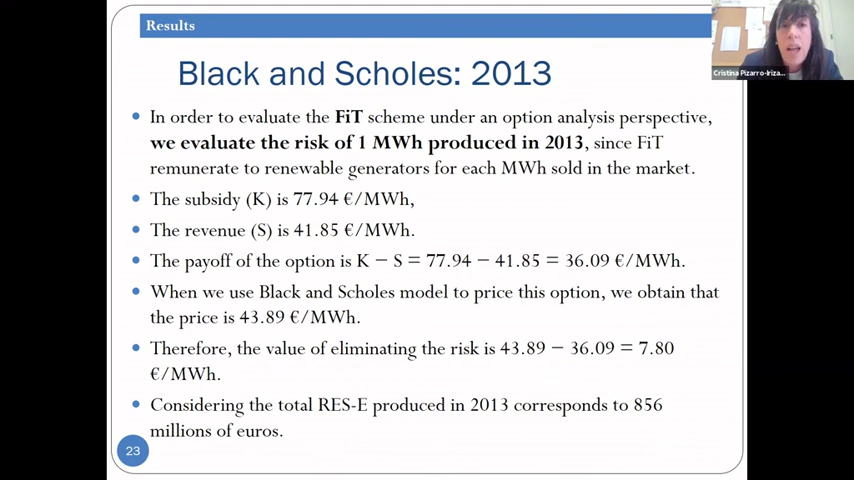 Results
Cristina Pizarro-Iriza...
Black and Scholes: 2013
• In order to evaluate the FiT scheme under an option analysis perspective,
we evaluate the risk of 1 MWh produced in 2013, since FiT
remunerate to renewable generators for each MWh sold in the market.
• The subsidy (K) is 77.94 €/MWh,
• The revenue (S) is 41.85 €/MWh.
• The payoff of the option is K − S = 77.94 − 41.85 = 36.09 €/MWh.
• When we use Black and Scholes model to price this option, we obtain that
the price is 43.89 €/MWh.
• Therefore, the value of eliminating the risk is 43.89 − 36.09 = 7.80
€/MWh.
• Considering the total RES-E produced in 2013 corresponds to 856
millions of euros.
23